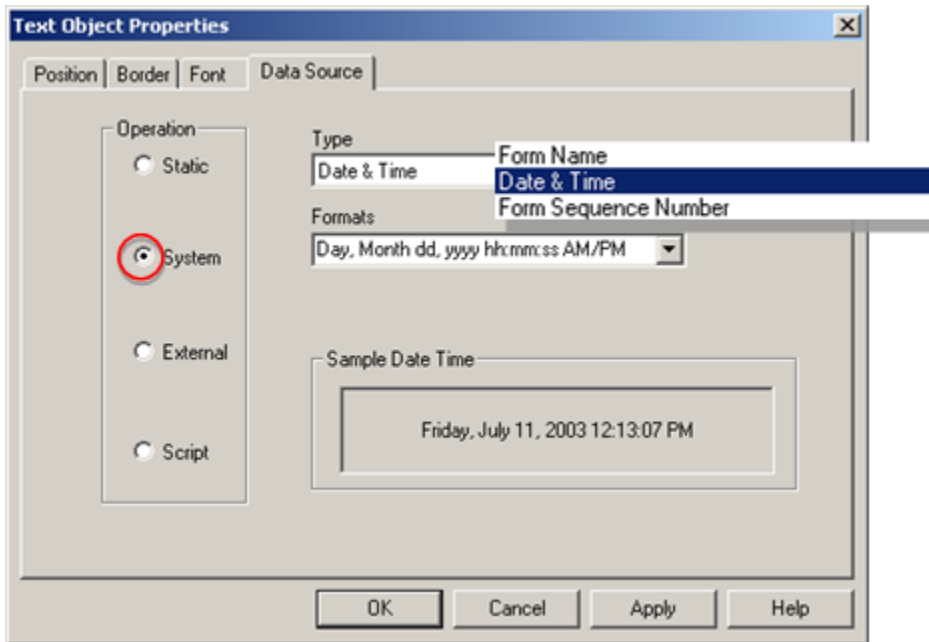 Text Object Properties
Position Border Font Data Source
Operation
Static
System
External
Script
Type
Date & Time
Form Name
Date & Time
Form Sequence Number
Formats
Day, Month dd, yyyy hh:mm:ss AM/PM
Sample Date Time
Friday, July 11, 2003 12:13:07 PM
OK Cancel Apply Help